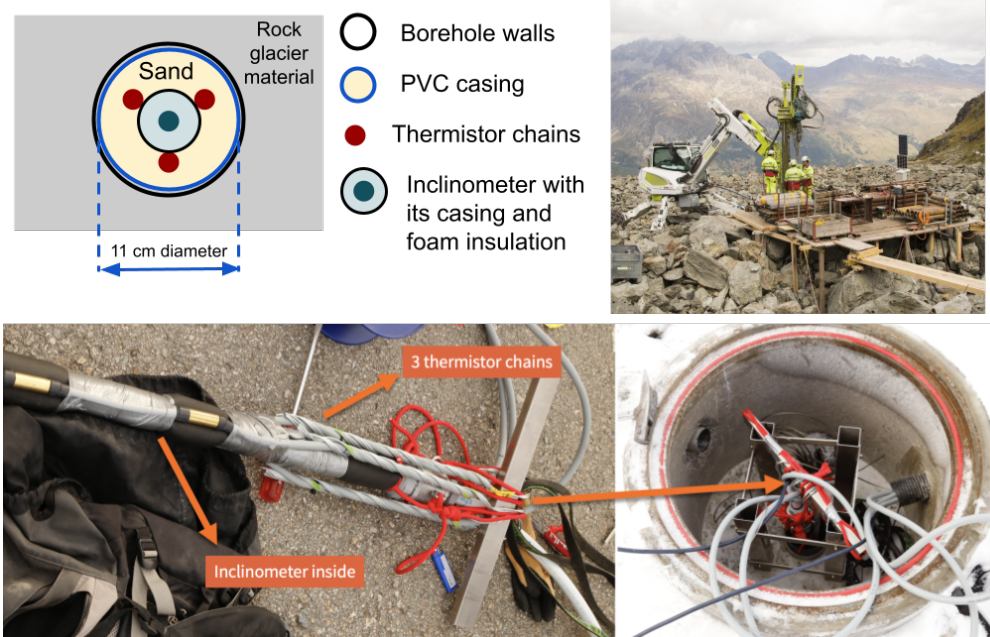 Rock
glacier
material
Sand
11 cm diameter
Borehole walls
PVC casing
Thermistor chains
Inclinometer with
its casing and
foam insulation
3 thermistor chains
Inclinometer inside